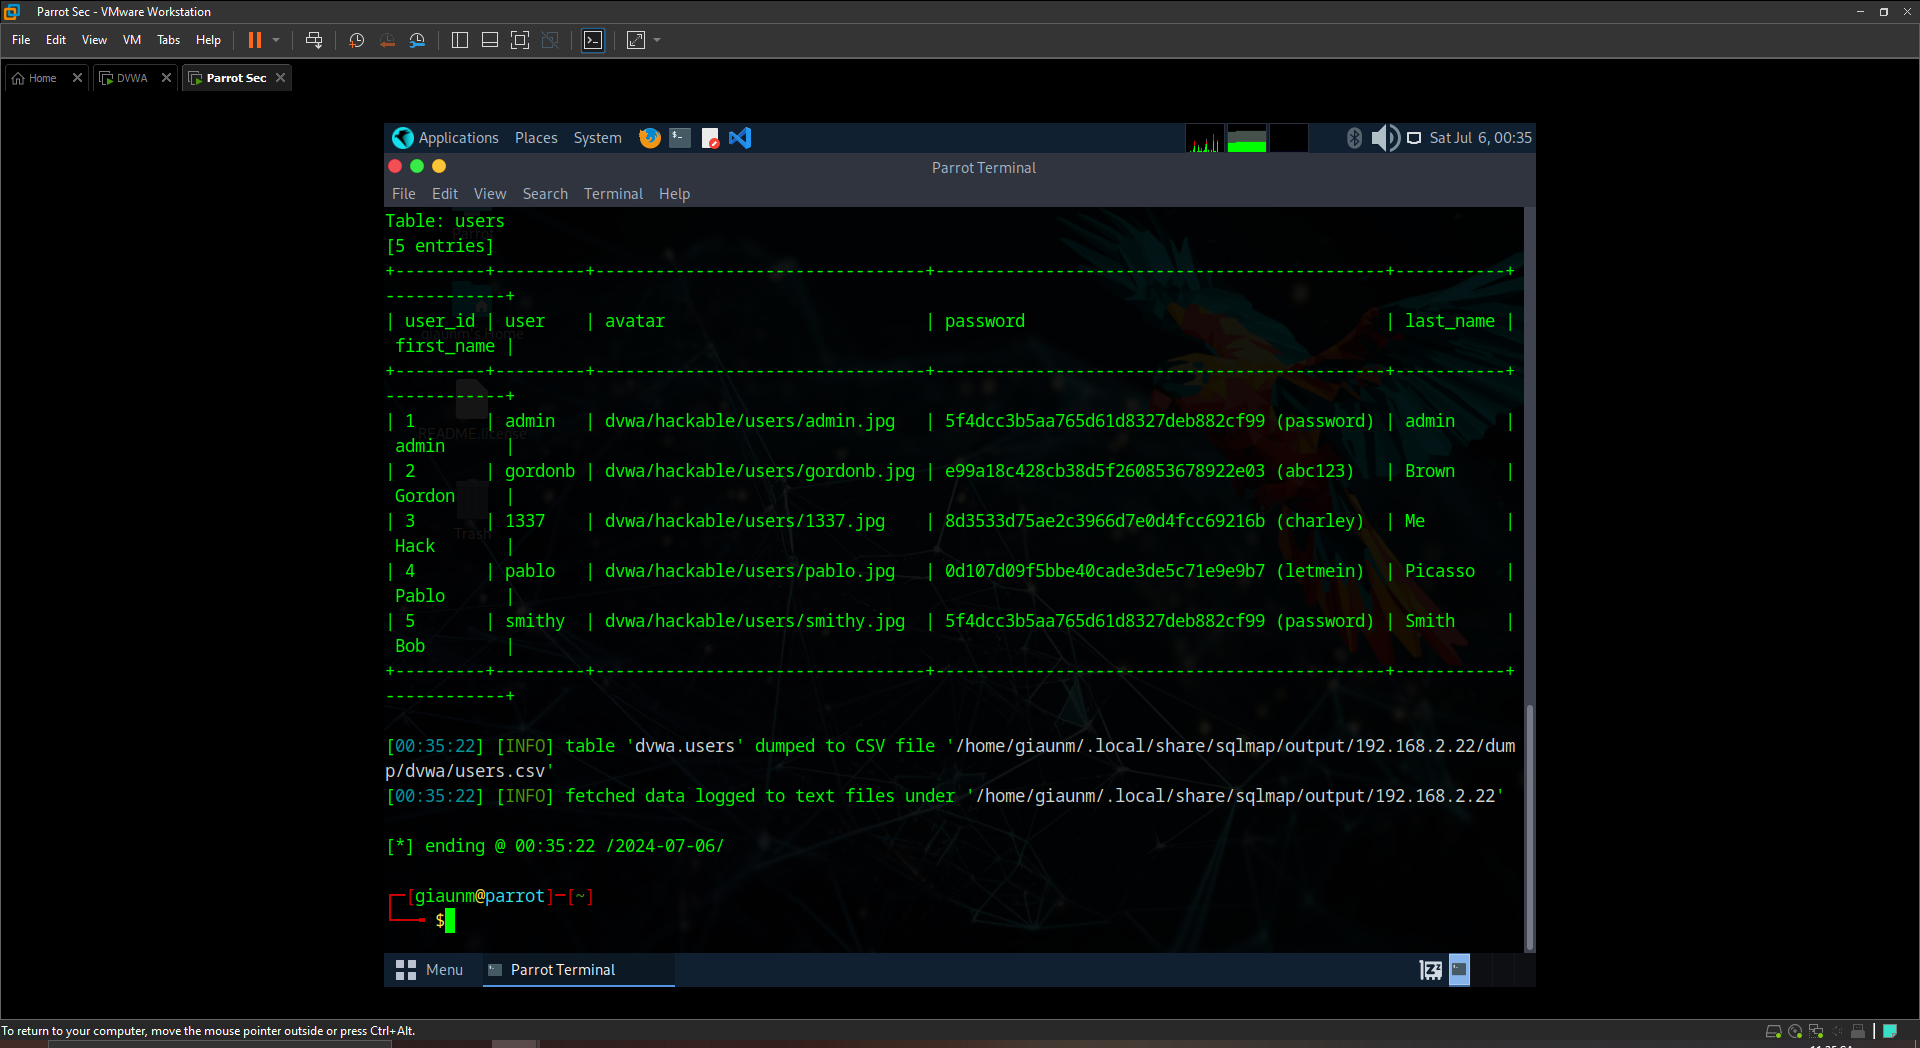 Parrot Sec - VMware Workstation
File Edit View VM Tabs Help
Home DVWA Parrot Sec
Applications Places System Sat Jul 6, 00:35
Parrot Terminal
File Edit View Search Terminal Help
Table: users
[5 entries]
+---------+---------+---------------------------------+---------------------------------------------+-----------+
------------+
| user_id | user    | avatar                          | password                                    | last_name |
 first_name |
+---------+---------+---------------------------------+---------------------------------------------+-----------+
------------+
| 1       | admin   | dvwa/hackable/users/admin.jpg   | 5f4dcc3b5aa765d61d8327deb882cf99 (password) | admin     |
 admin      |
| 2       | gordonb | dvwa/hackable/users/gordonb.jpg | e99a18c428cb38d5f260853678922e03 (abc123)   | Brown     |
 Gordon     |
| 3       | 1337    | dvwa/hackable/users/1337.jpg    | 8d3533d75ae2c3966d7e0d4fcc69216b (charley)  | Me        |
 Hack       |
| 4       | pablo   | dvwa/hackable/users/pablo.jpg   | 0d107d09f5bbe40cade3de5c71e9e9b7 (letmein)  | Picasso   |
 Pablo      |
| 5       | smithy  | dvwa/hackable/users/smithy.jpg  | 5f4dcc3b5aa765d61d8327deb882cf99 (password) | Smith     |
 Bob        |
+---------+---------+---------------------------------+---------------------------------------------+-----------+
------------+
[00:35:22] [INFO] table 'dvwa.users' dumped to CSV file '/home/giaunm/.local/share/sqlmap/output/192.168.2.22/dum
p/dvwa/users.csv'
[00:35:22] [INFO] fetched data logged to text files under '/home/giaunm/.local/share/sqlmap/output/192.168.2.22'
[*] ending @ 00:35:22 /2024-07-06/
┌─[giaunm@parrot]─[~]
└──╼ $
README.license
Trash
Menu Parrot Terminal
To return to your computer, move the mouse pointer outside or press Ctrl+Alt.